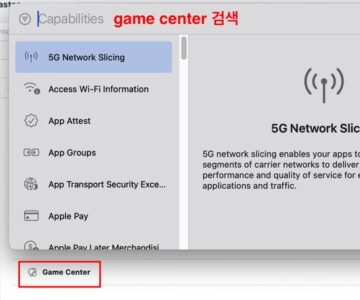 aster
Capabilities game center 검색
5G Network Slicing
Access Wi-Fi Information
App Attest
App Groups
App Transport Security Exce...
Apple Pay
Apple Pay Later Merchandisi
5G Network Slic
5G network slicing enables your apps to
segments of carrier networks to deliver
performance and quality of service for e
applications and traffic.
Game Center